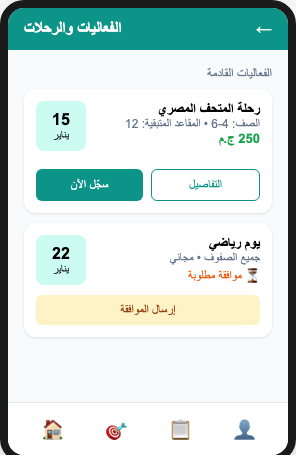 الفعاليات والرحلات
الفعاليات القادمة
رحلة المتحف المصري
الصف: 4-6 • المقاعد المتبقية: 12
250 ج.م
15
يناير
التفاصيل
سجّل الآن
يوم رياضي
جميع الصفوف • مجاني
⏳ موافقة مطلوبة
22
يناير
إرسال الموافقة